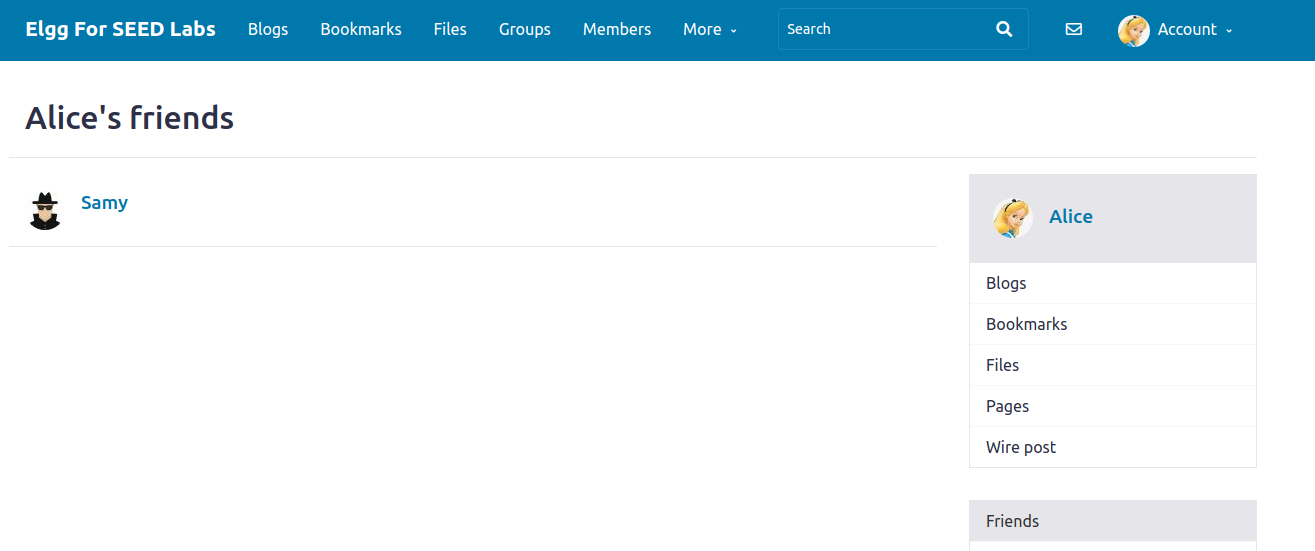 Elgg For SEED Labs Blogs Bookmarks Files Groups Members More Search Account
Alice's friends
Samy
Alice
Blogs
Bookmarks
Files
Pages
Wire post
Friends